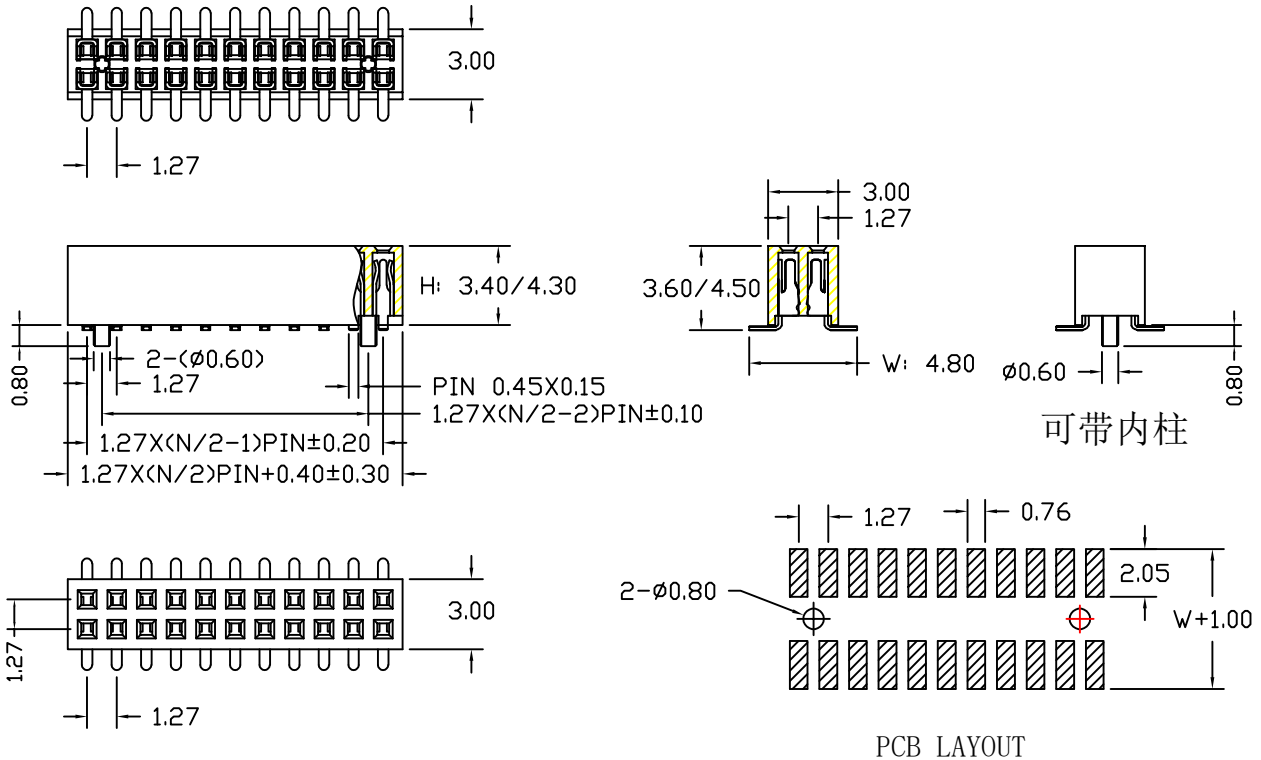 3.00
1.27
3.00
1.27
H: 3.40/4.30
3.60/4.50
0.80
2-(Ø0.60)
1.27
PIN 0.45X0.15
1.27X(N/2-2)PIN±0.10
1.27X(N/2-1)PIN±0.20
1.27X(N/2)PIN+0.40±0.30
W: 4.80
Ø0.60
0.80
可带内柱
1.27
0.76
2.05
2-Ø0.80
W+1.00
3.00
1.27
1.27
PCB LAYOUT